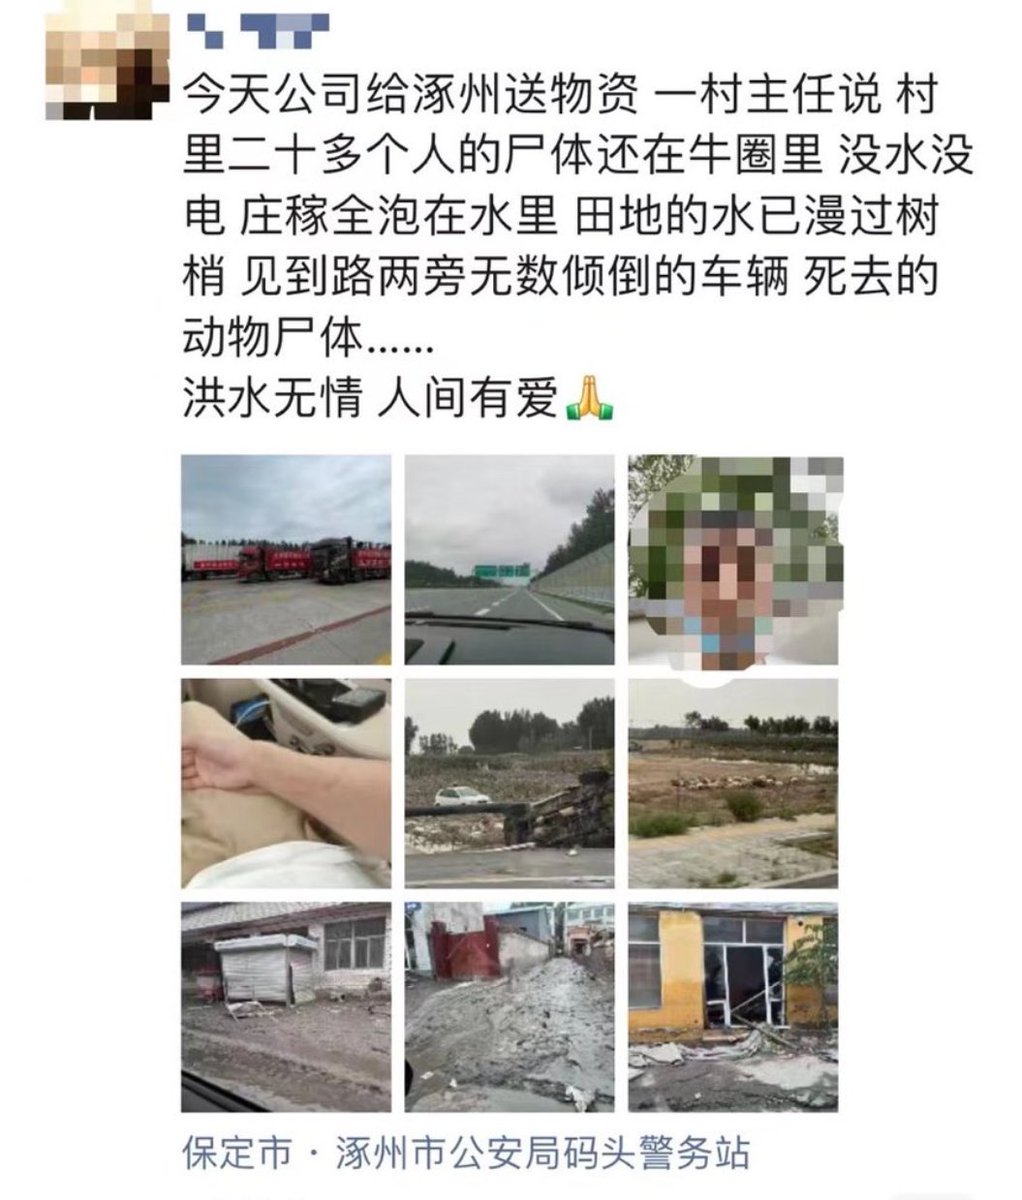 今天公司给涿州送物资 一村主任说 村
里二十多个人的尸体还在牛圈里 没水没
电 庄稼全泡在水里 田地的水已漫过树
梢 见到路两旁无数倾倒的车辆 死去的
动物尸体……
洪水无情 人间有爱🙏
保定市 · 涿州市公安局码头警务站